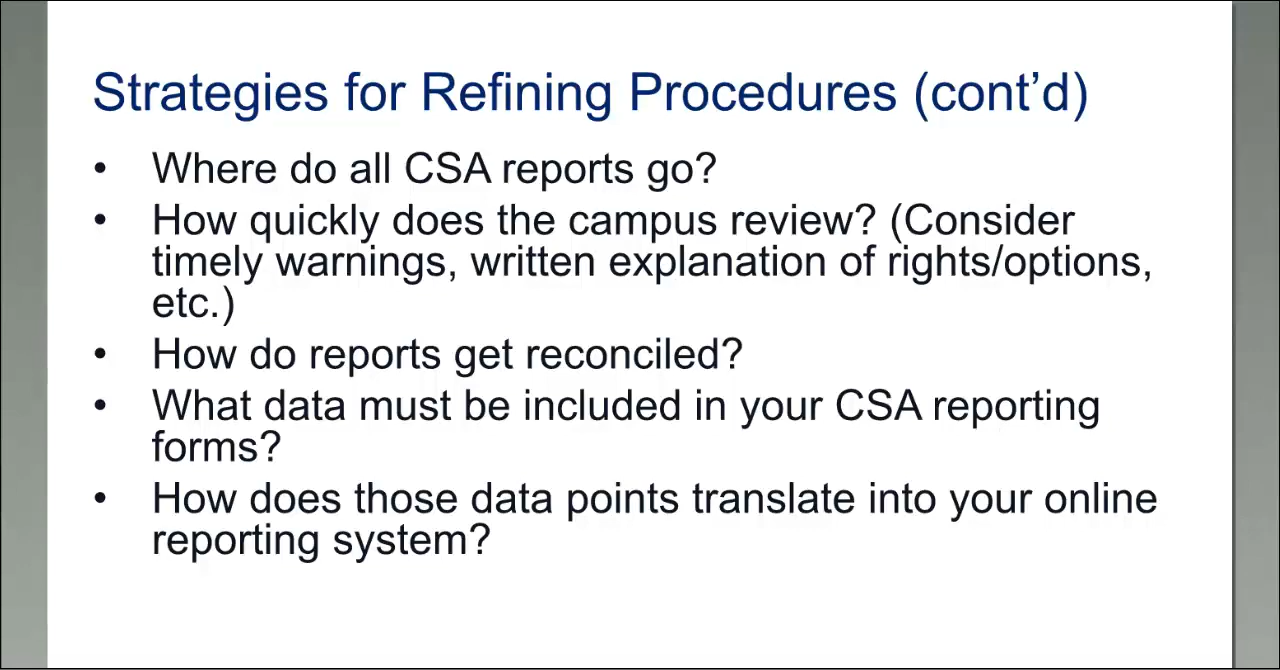 Strategies for Refining Procedures (cont’d)
• Where do all CSA reports go?
• How quickly does the campus review? (Consider
timely warnings, written explanation of rights/options,
etc.)
• How do reports get reconciled?
• What data must be included in your CSA reporting
forms?
• How does those data points translate into your online
reporting system?